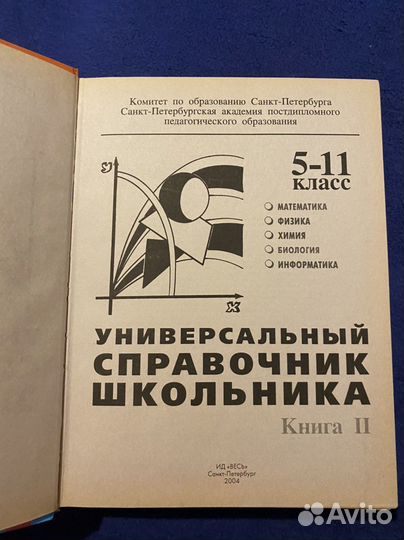 Комитет по образованию Санкт-Петербурга
Санкт-Петербургская академия постдипломного
педагогического образования
5-11
КЛАСС
МАТЕМАТИКА
ФИЗИКА
ХИМИЯ
БИОЛОГИЯ
ИНФОРМАТИКА
УНИВЕРСАЛЬНЫЙ
СПРАВОЧНИК
ШКОЛЬНИКА
Книга II
ИД «ВЕСЬ»
Санкт-Петербург
2004
Avito